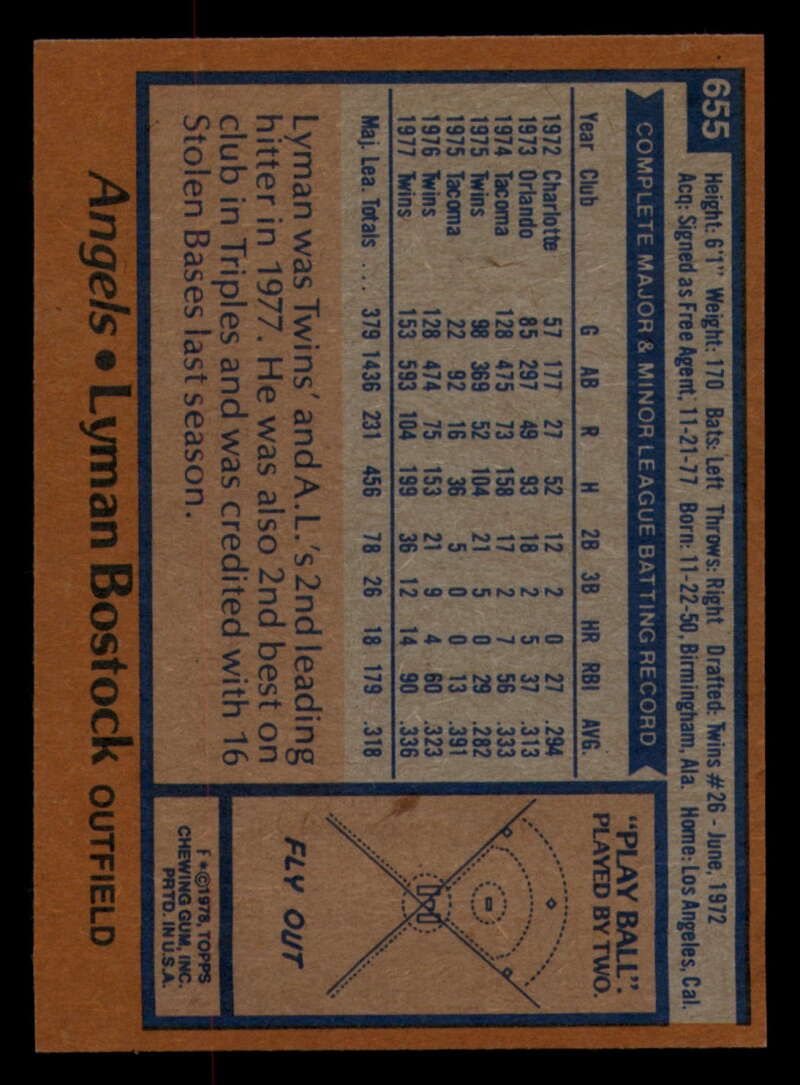 655
Height: 6'1" Weight: 170 Bats: Left Throws: Right Drafted: Twins #26 - June, 1972
Acq: Signed as Free Agent, 11-21-77 Born: 11-22-50, Birmingham, Ala. Home: Los Angeles, Cal.
COMPLETE MAJOR & MINOR LEAGUE BATTING RECORD
Year Club G AB R H 2B 3B HR RBI AVG.
1972 Charlotte 57 177 27 52 12 2 0 27 .294
1973 Orlando 85 297 49 93 18 2 5 37 .313
1974 Tacoma 128 475 73 158 17 2 7 56 .333
1975 Twins 98 369 52 104 21 5 0 29 .282
1975 Tacoma 22 92 16 36 5 0 0 13 .391
1976 Twins 128 474 75 153 21 9 4 60 .323
1977 Twins 153 593 104 199 36 12 14 90 .336
Maj. Lea. Totals .... 379 1436 231 456 78 26 18 179 .318
Lyman was Twins' and A.L.'s 2nd leading
hitter in 1977. He was also 2nd best on
club in Triples and was credited with 16
Stolen Bases last season.
"PLAY BALL".
PLAYED BY TWO.
FLY OUT
F*©1978, TOPPS
CHEWING GUM, INC.
PRTD. IN U.S.A.
Angels • Lyman Bostock OUTFIELD